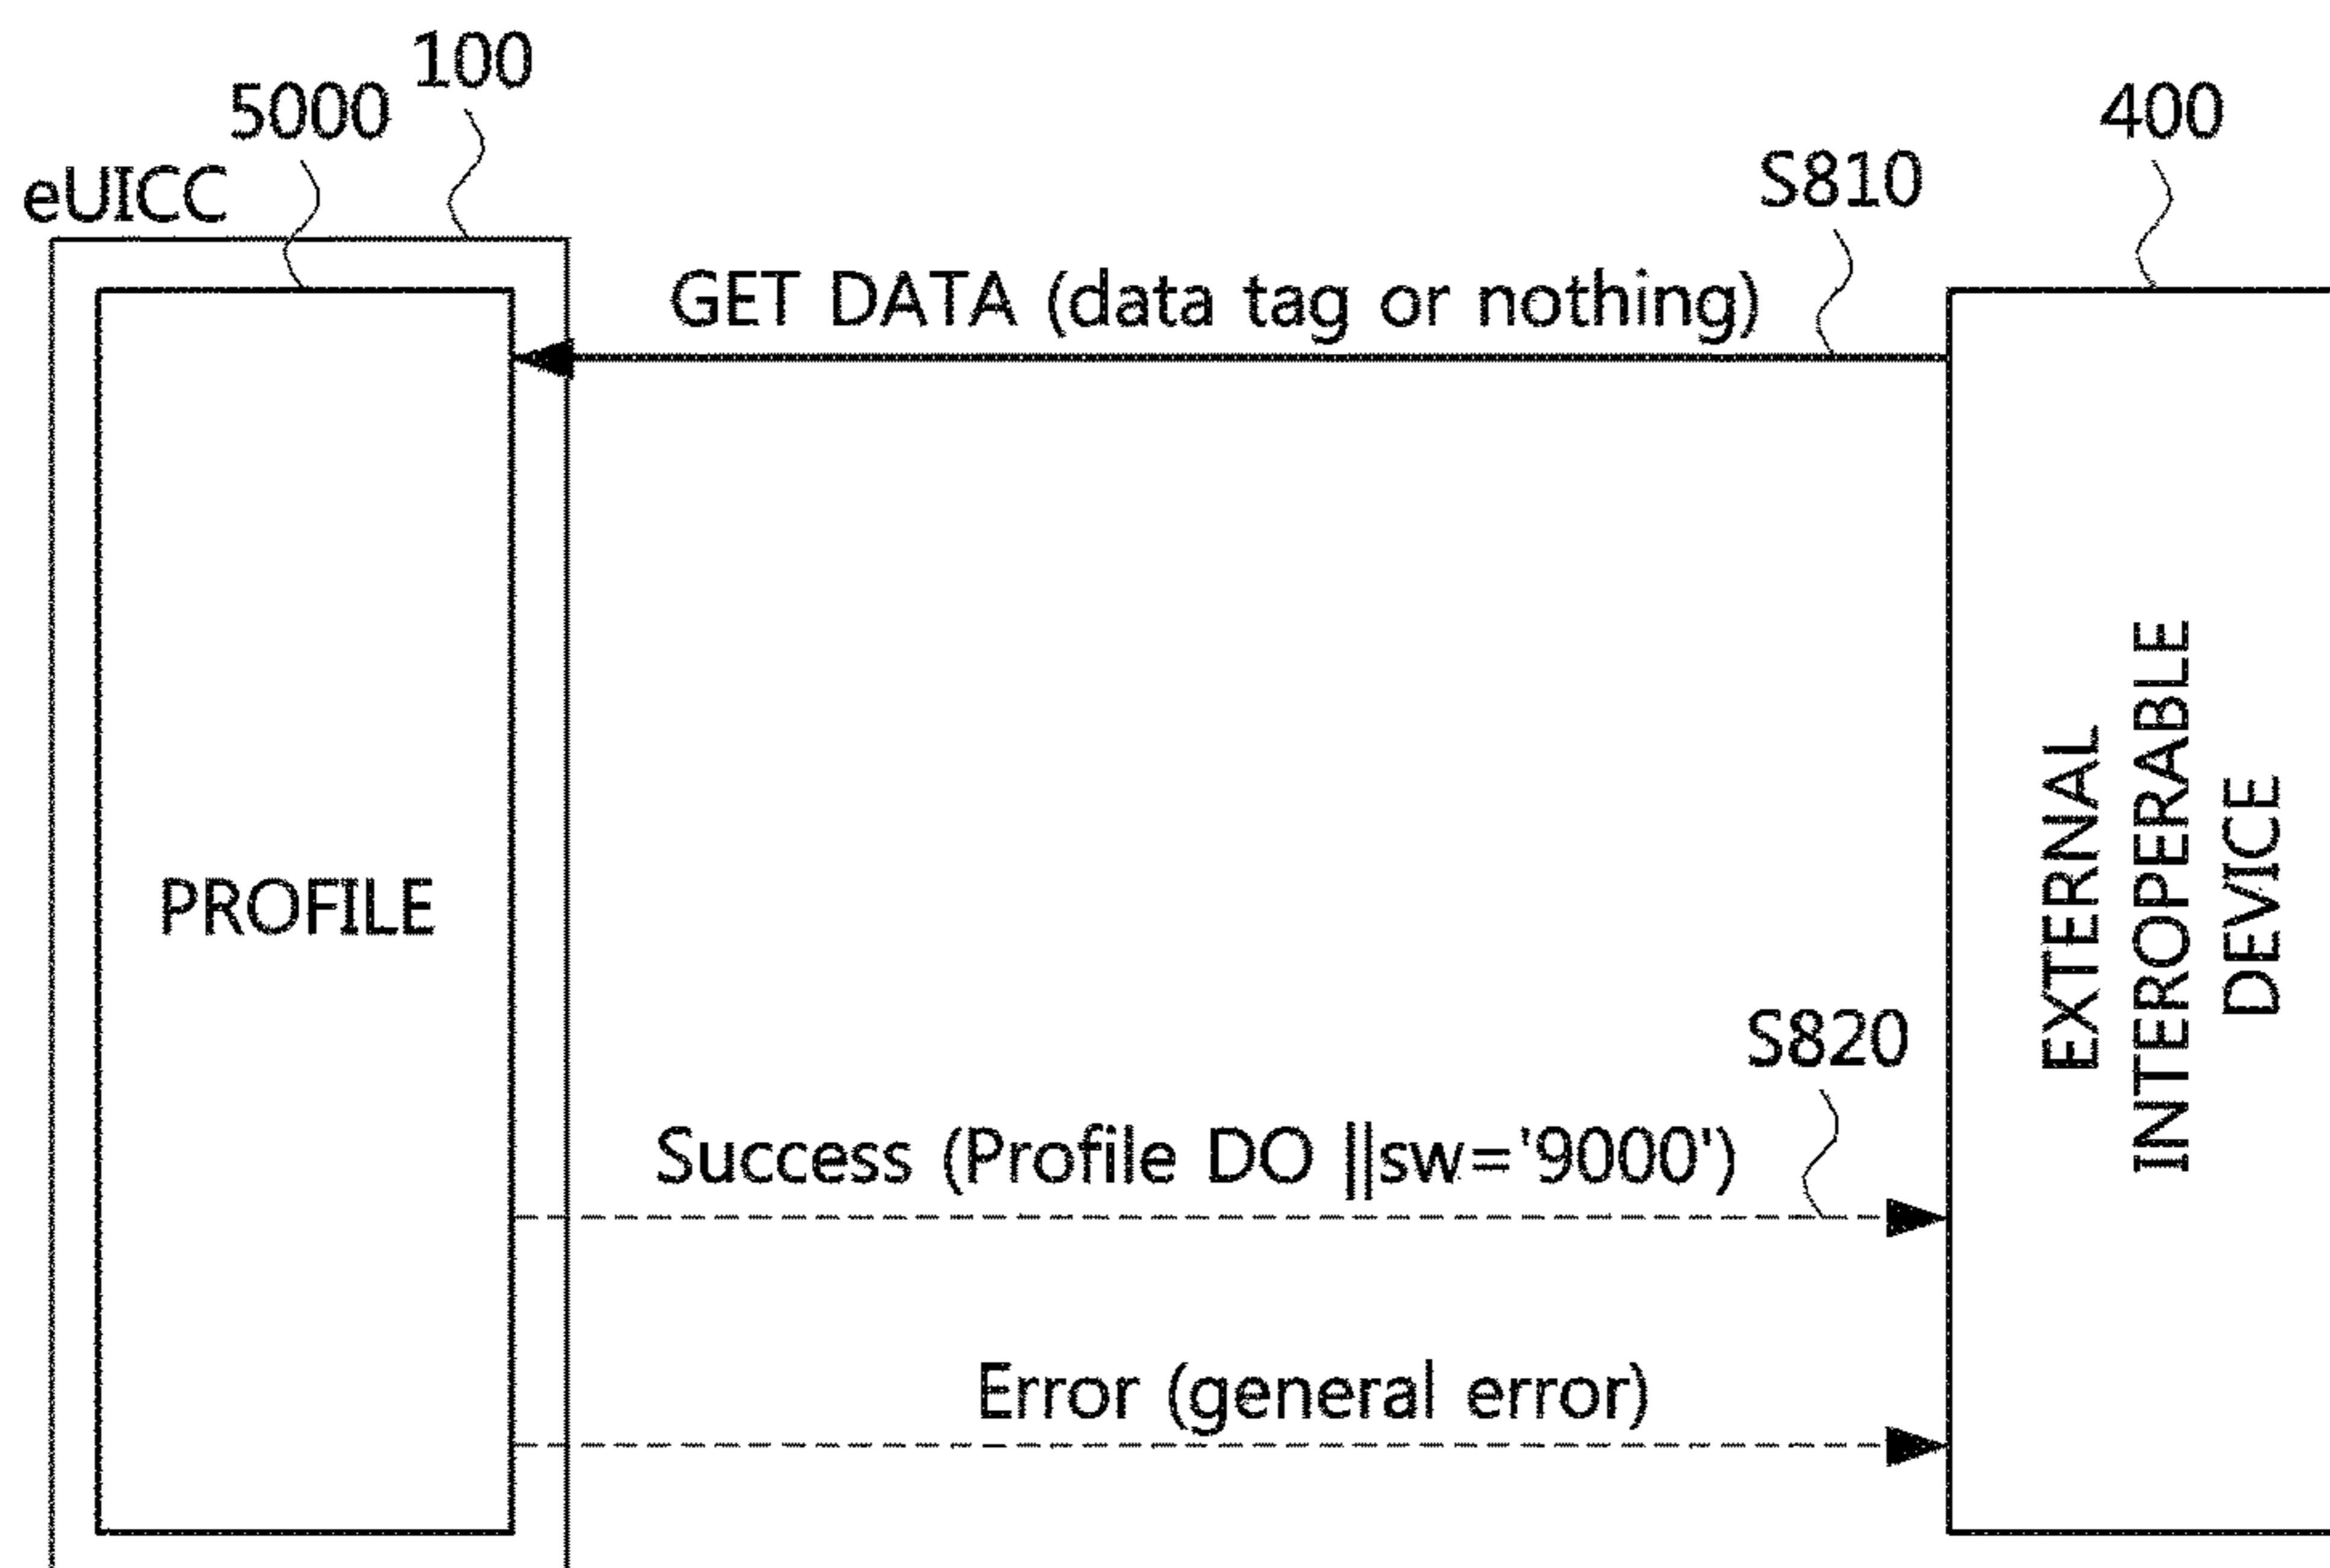 100
5000
400
eUICC
S810
GET DATA (data tag or nothing)
PROFILE
EXTERNAL
INTEROPERABLE
DEVICE
S820
Success (Profile DO ||sw='9000')
Error (general error)